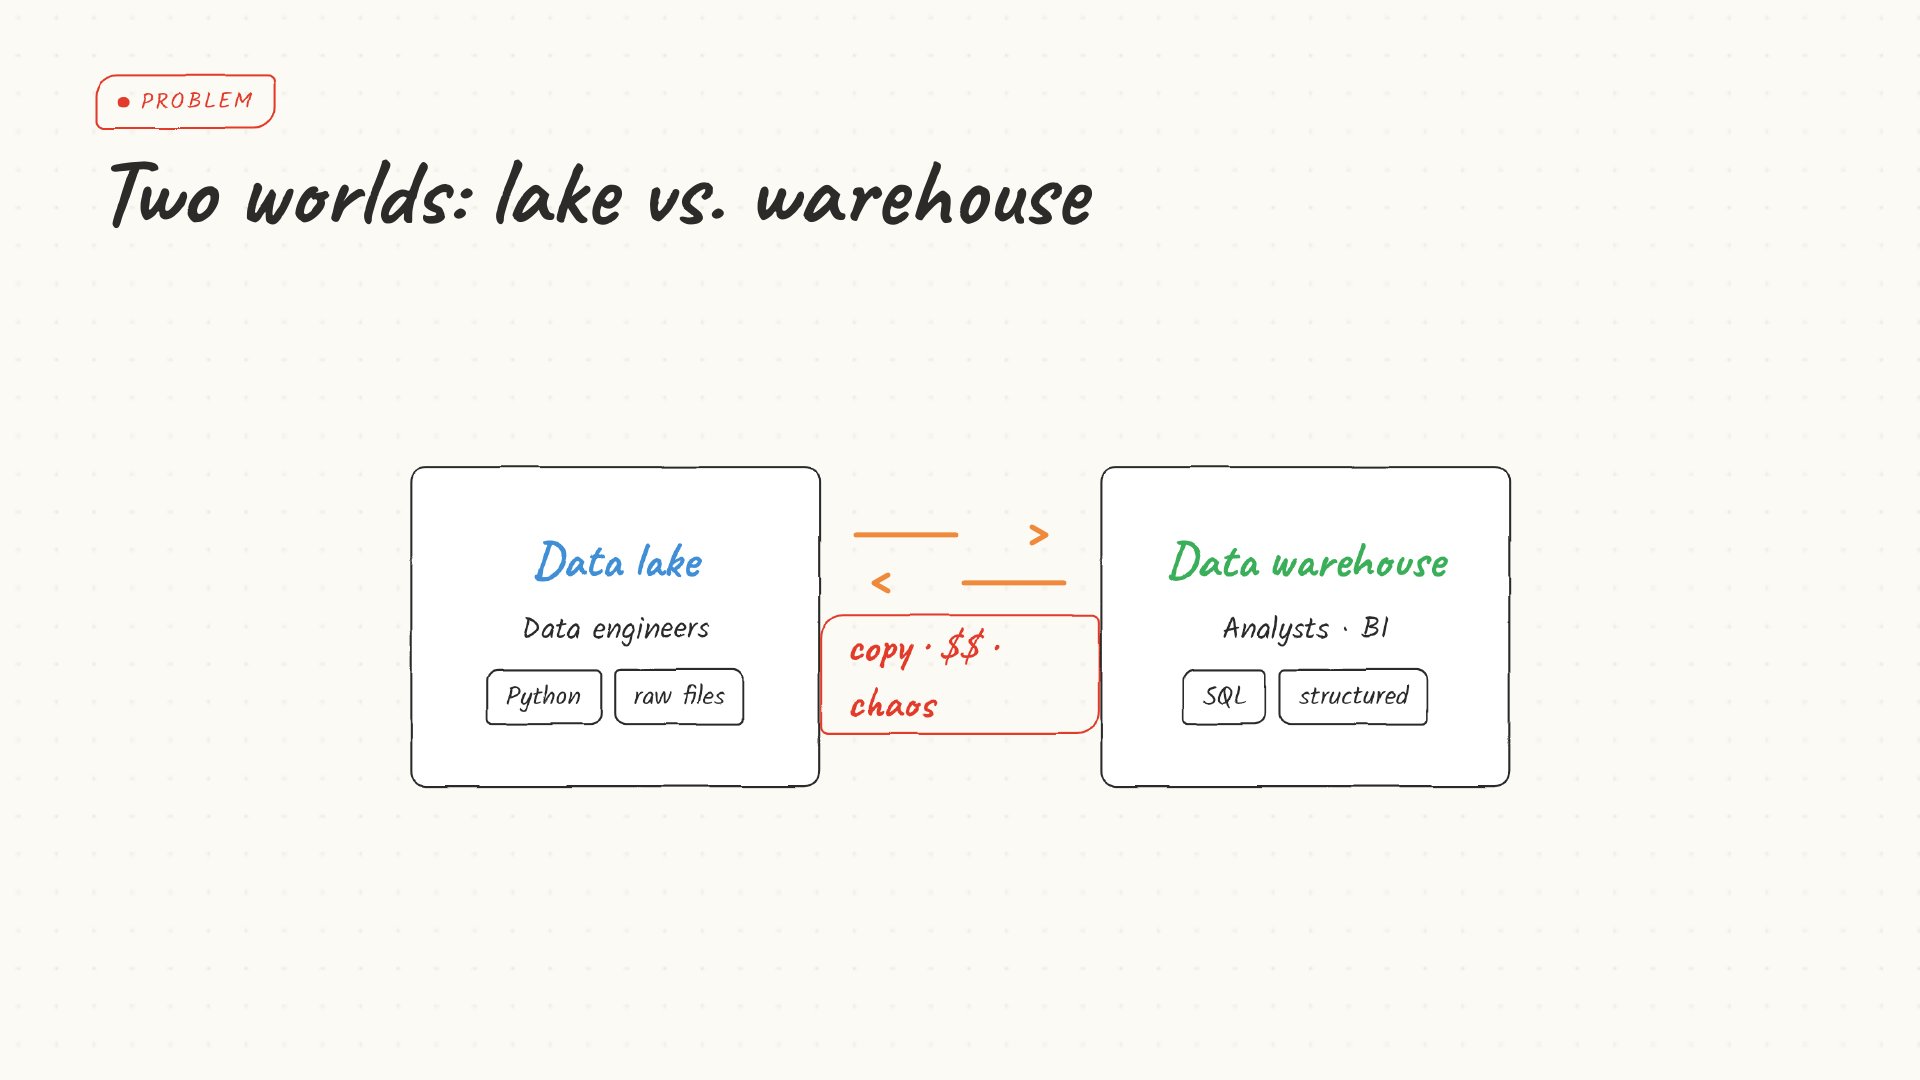 PROBLEM
Two worlds: lake vs. warehouse
Data lake
Data engineers
Python
raw files
copy · $$ ·
chaos
Data warehouse
Analysts · BI
SQL
structured